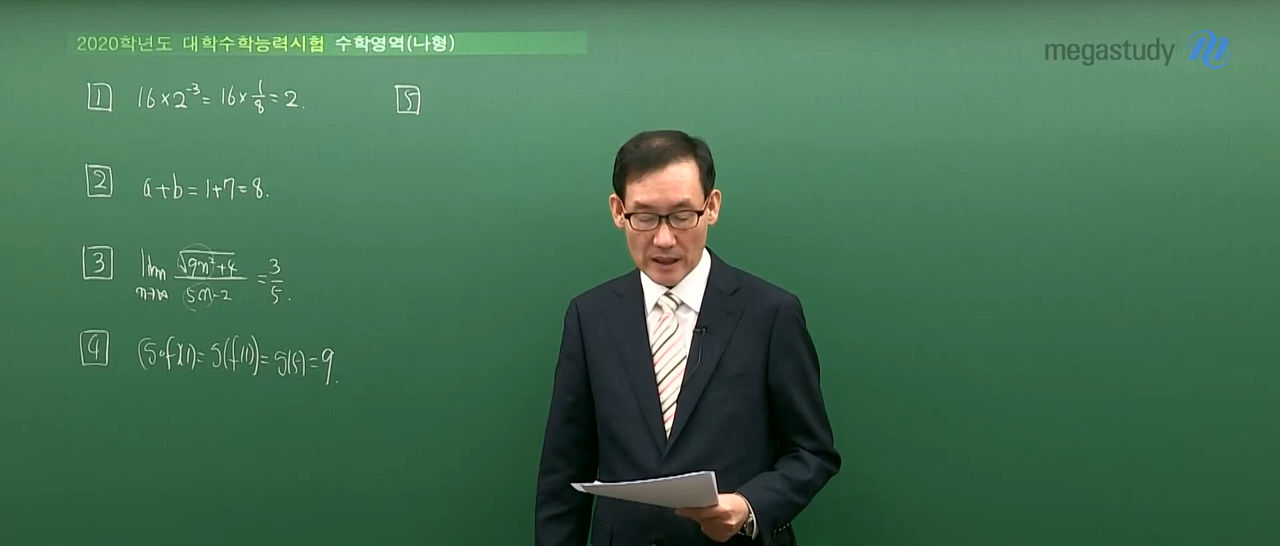 2020학년도 대학수학능력시험 수학영역(나형)
megastudy
1 16×2⁻³=16×1/8=2.
5
2 a+b=1+7=8.
3 lim n→∞ √9n²+4 / 5n-2 = 3/5.
4 (g∘f)(1)=g(f(1))=g(5)=9.